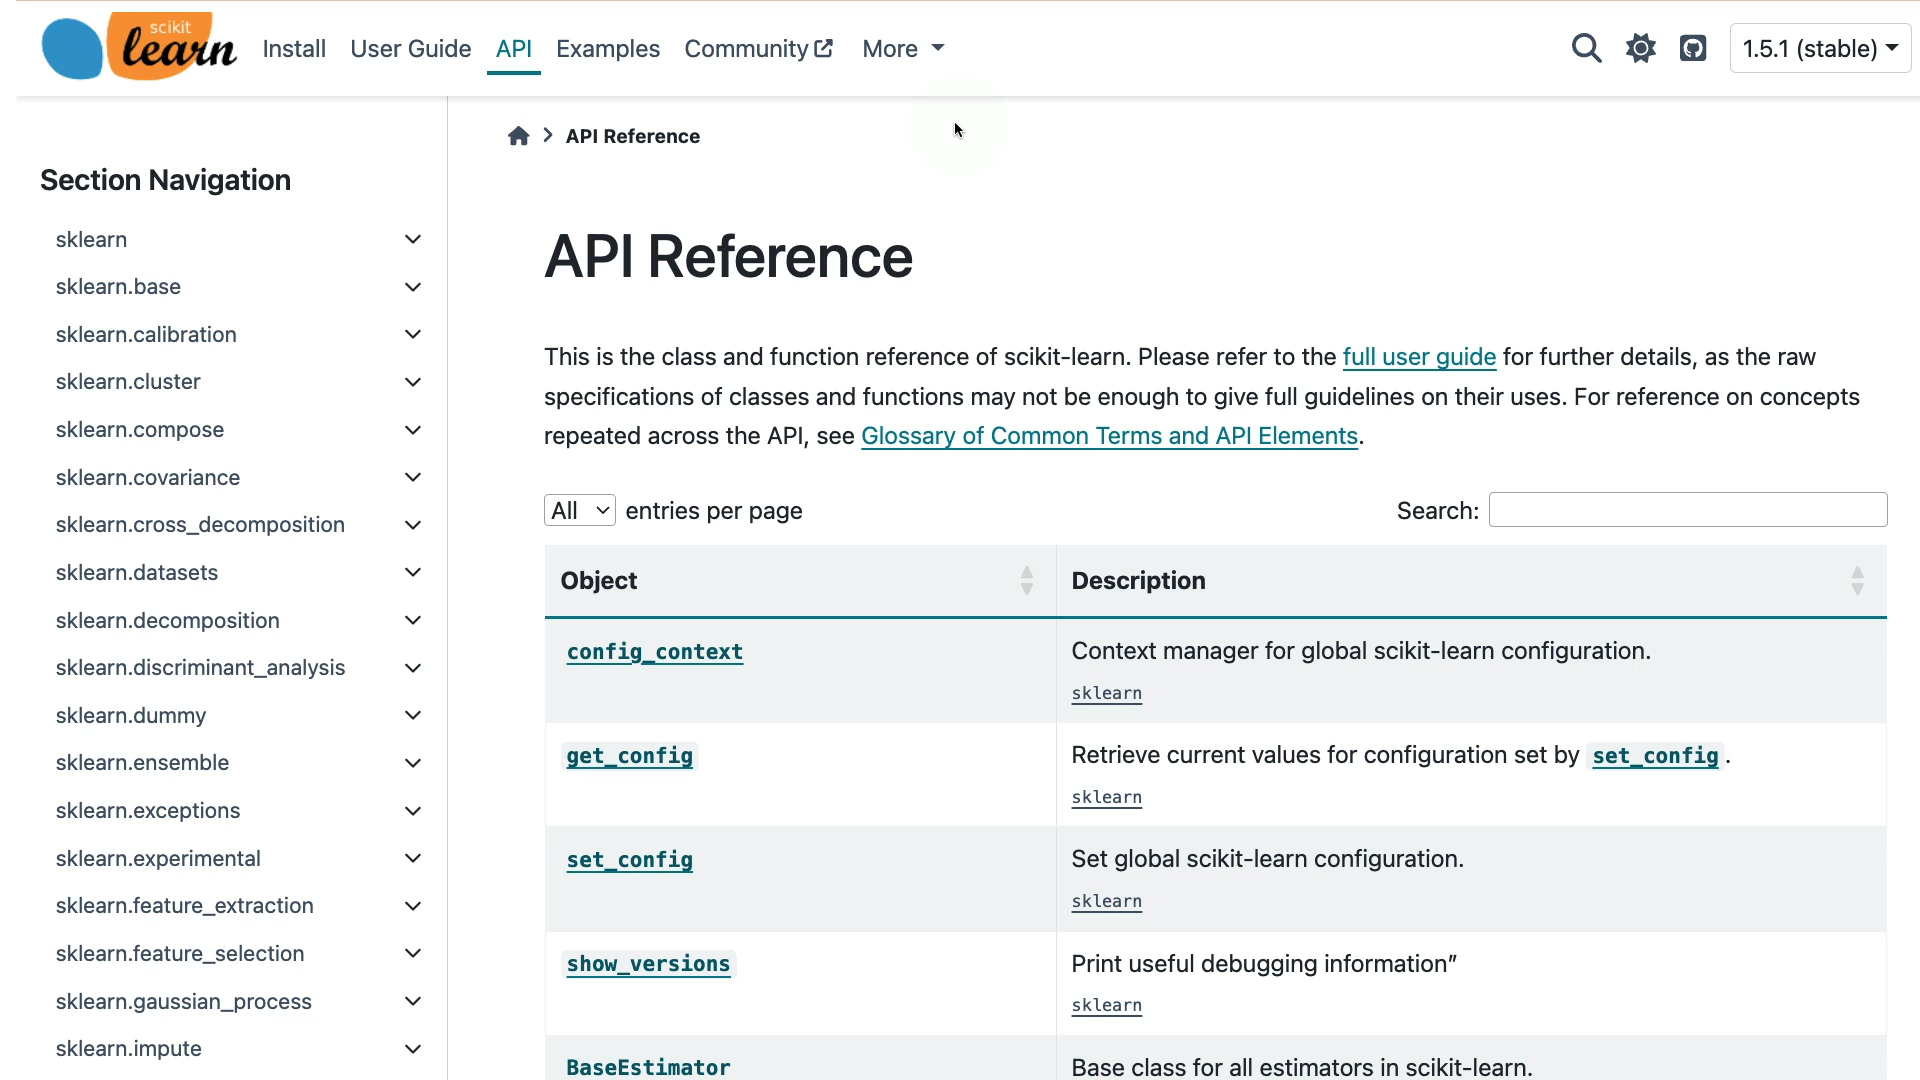 scikit
learn
Install User Guide API Examples Community More
1.5.1 (stable)
API Reference
Section Navigation
sklearn
sklearn.base
sklearn.calibration
sklearn.cluster
sklearn.compose
sklearn.covariance
sklearn.cross_decomposition
sklearn.datasets
sklearn.decomposition
sklearn.discriminant_analysis
sklearn.dummy
sklearn.ensemble
sklearn.exceptions
sklearn.experimental
sklearn.feature_extraction
sklearn.feature_selection
sklearn.gaussian_process
sklearn.impute
API Reference
This is the class and function reference of scikit-learn. Please refer to the full user guide for further details, as the raw
specifications of classes and functions may not be enough to give full guidelines on their uses. For reference on concepts
repeated across the API, see Glossary of Common Terms and API Elements.
All entries per page Search:
Object Description
config_context Context manager for global scikit-learn configuration.
sklearn
get_config Retrieve current values for configuration set by set_config.
sklearn
set_config Set global scikit-learn configuration.
sklearn
show_versions Print useful debugging information”
sklearn
BaseEstimator Base class for all estimators in scikit-learn.